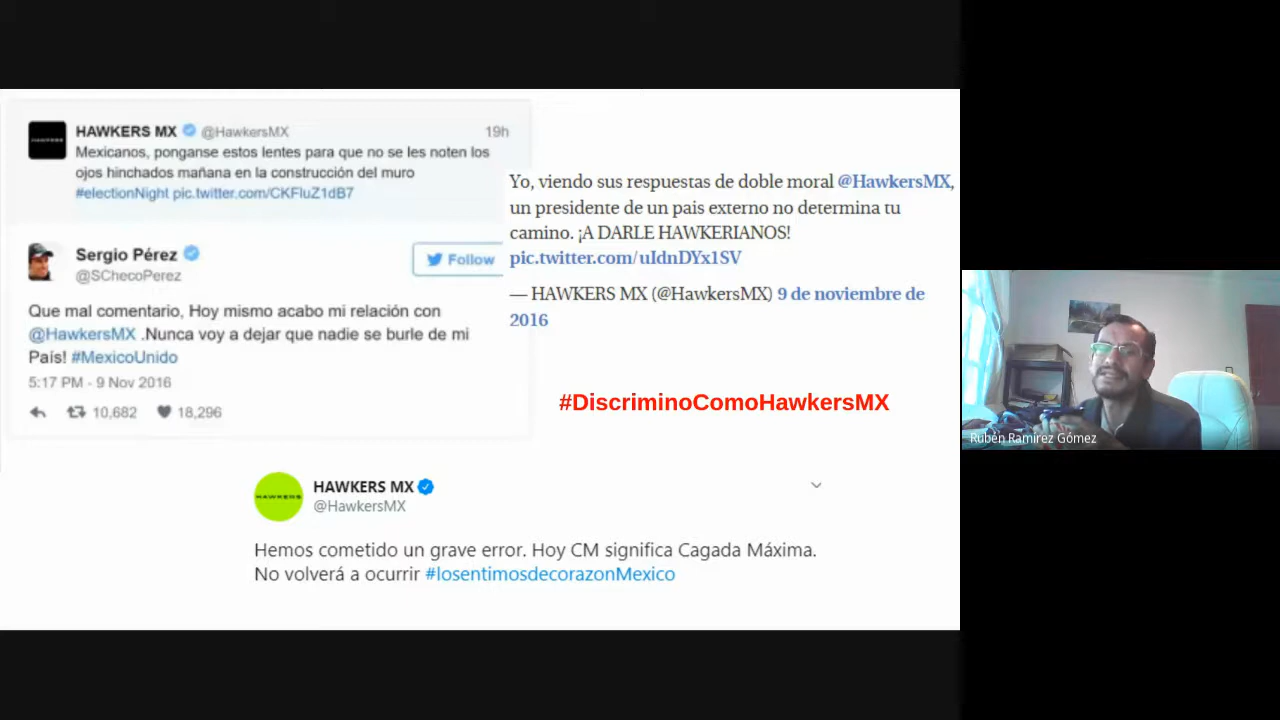 HAWKERS MX @HawkersMX 19h
Mexicanos, ponganse estos lentes para que no se les noten los
ojos hinchados mañana en la construcción del muro
#electionNight pic.twitter.com/CKFluZ1dB7
Sergio Pérez
@SChecoPerez
Follow
Que mal comentario, Hoy mismo acabo mi relación con
@HawkersMX .Nunca voy a dejar que nadie se burle de mi
País! #MexicoUnido
5:17 PM - 9 Nov 2016
10,682 18,296
Yo, viendo sus respuestas de doble moral @HawkersMX,
un presidente de un pais externo no determina tu
camino. ¡A DARLE HAWKERIANOS!
pic.twitter.com/uIdnDYx1SV
— HAWKERS MX (@HawkersMX) 9 de noviembre de
2016
#DiscriminoComoHawkersMX
HAWKERS
HAWKERS MX
@HawkersMX
Hemos cometido un grave error. Hoy CM significa Cagada Máxima.
No volverá a ocurrir #losentimosdecorazonMexico
Rubén Ramírez Gómez